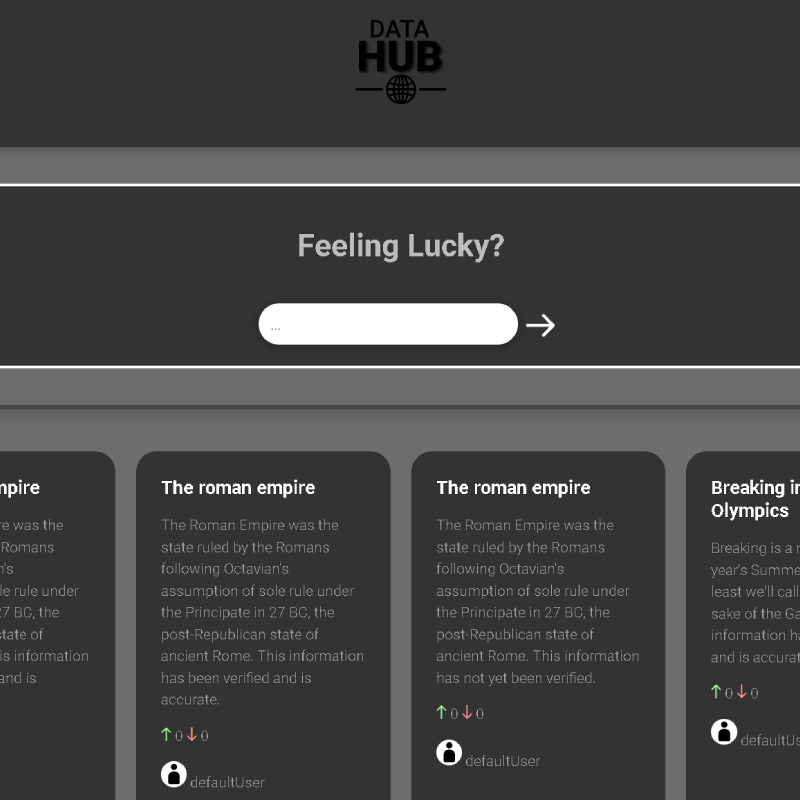 DATA
HUB
Feeling Lucky?
...
mpire
re was the
Romans
n's
le rule under
27 BC, the
state of
is information
and is
The roman empire
The Roman Empire was the
state ruled by the Romans
following Octavian's
assumption of sole rule under
the Principate in 27 BC, the
post-Republican state of
ancient Rome. This information
has been verified and is
accurate.
0 0
defaultUser
The roman empire
The Roman Empire was the
state ruled by the Romans
following Octavian's
assumption of sole rule under
the Principate in 27 BC, the
post-Republican state of
ancient Rome. This information
has not yet been verified.
0 0
defaultUser
Breaking in
Olympics
Breaking is a n
year's Summe
least we'll call
sake of the Ga
information ha
and is accurat
0 0
defaultUs